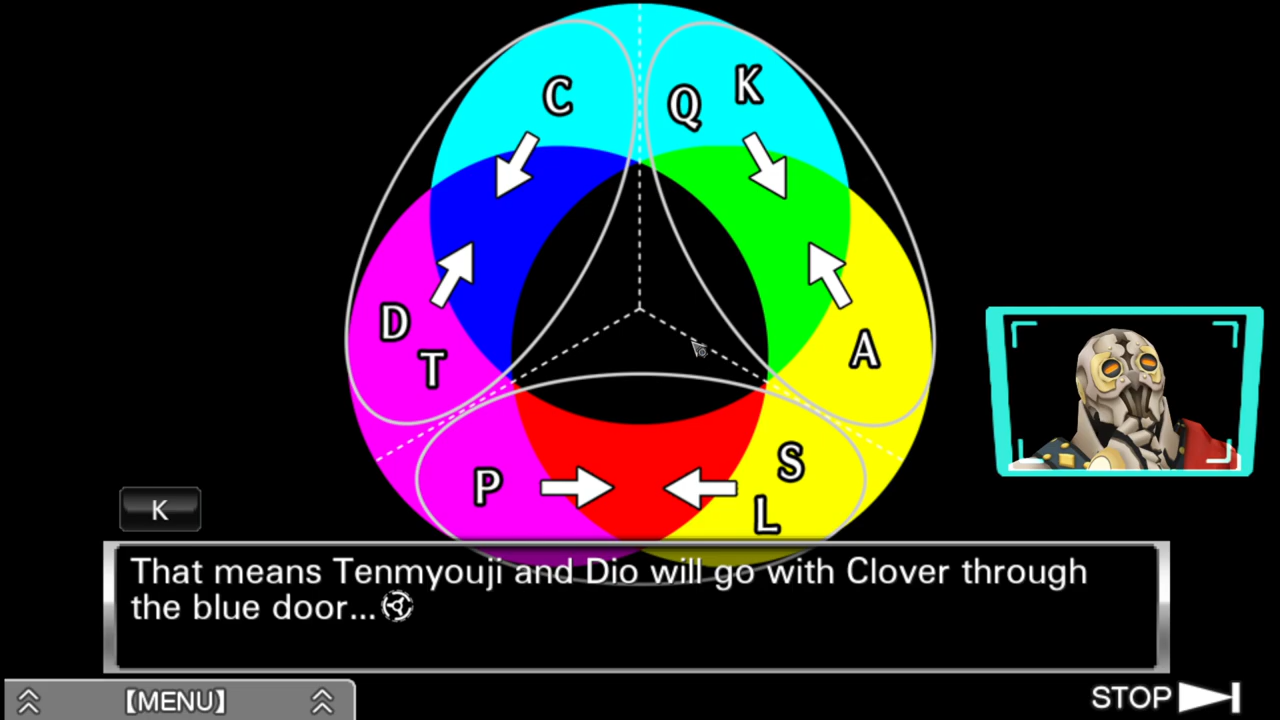 C
Q K
D
T
A
P
S
L
K
That means Tenmyouji and Dio will go with Clover through
the blue door...
【MENU】
STOP